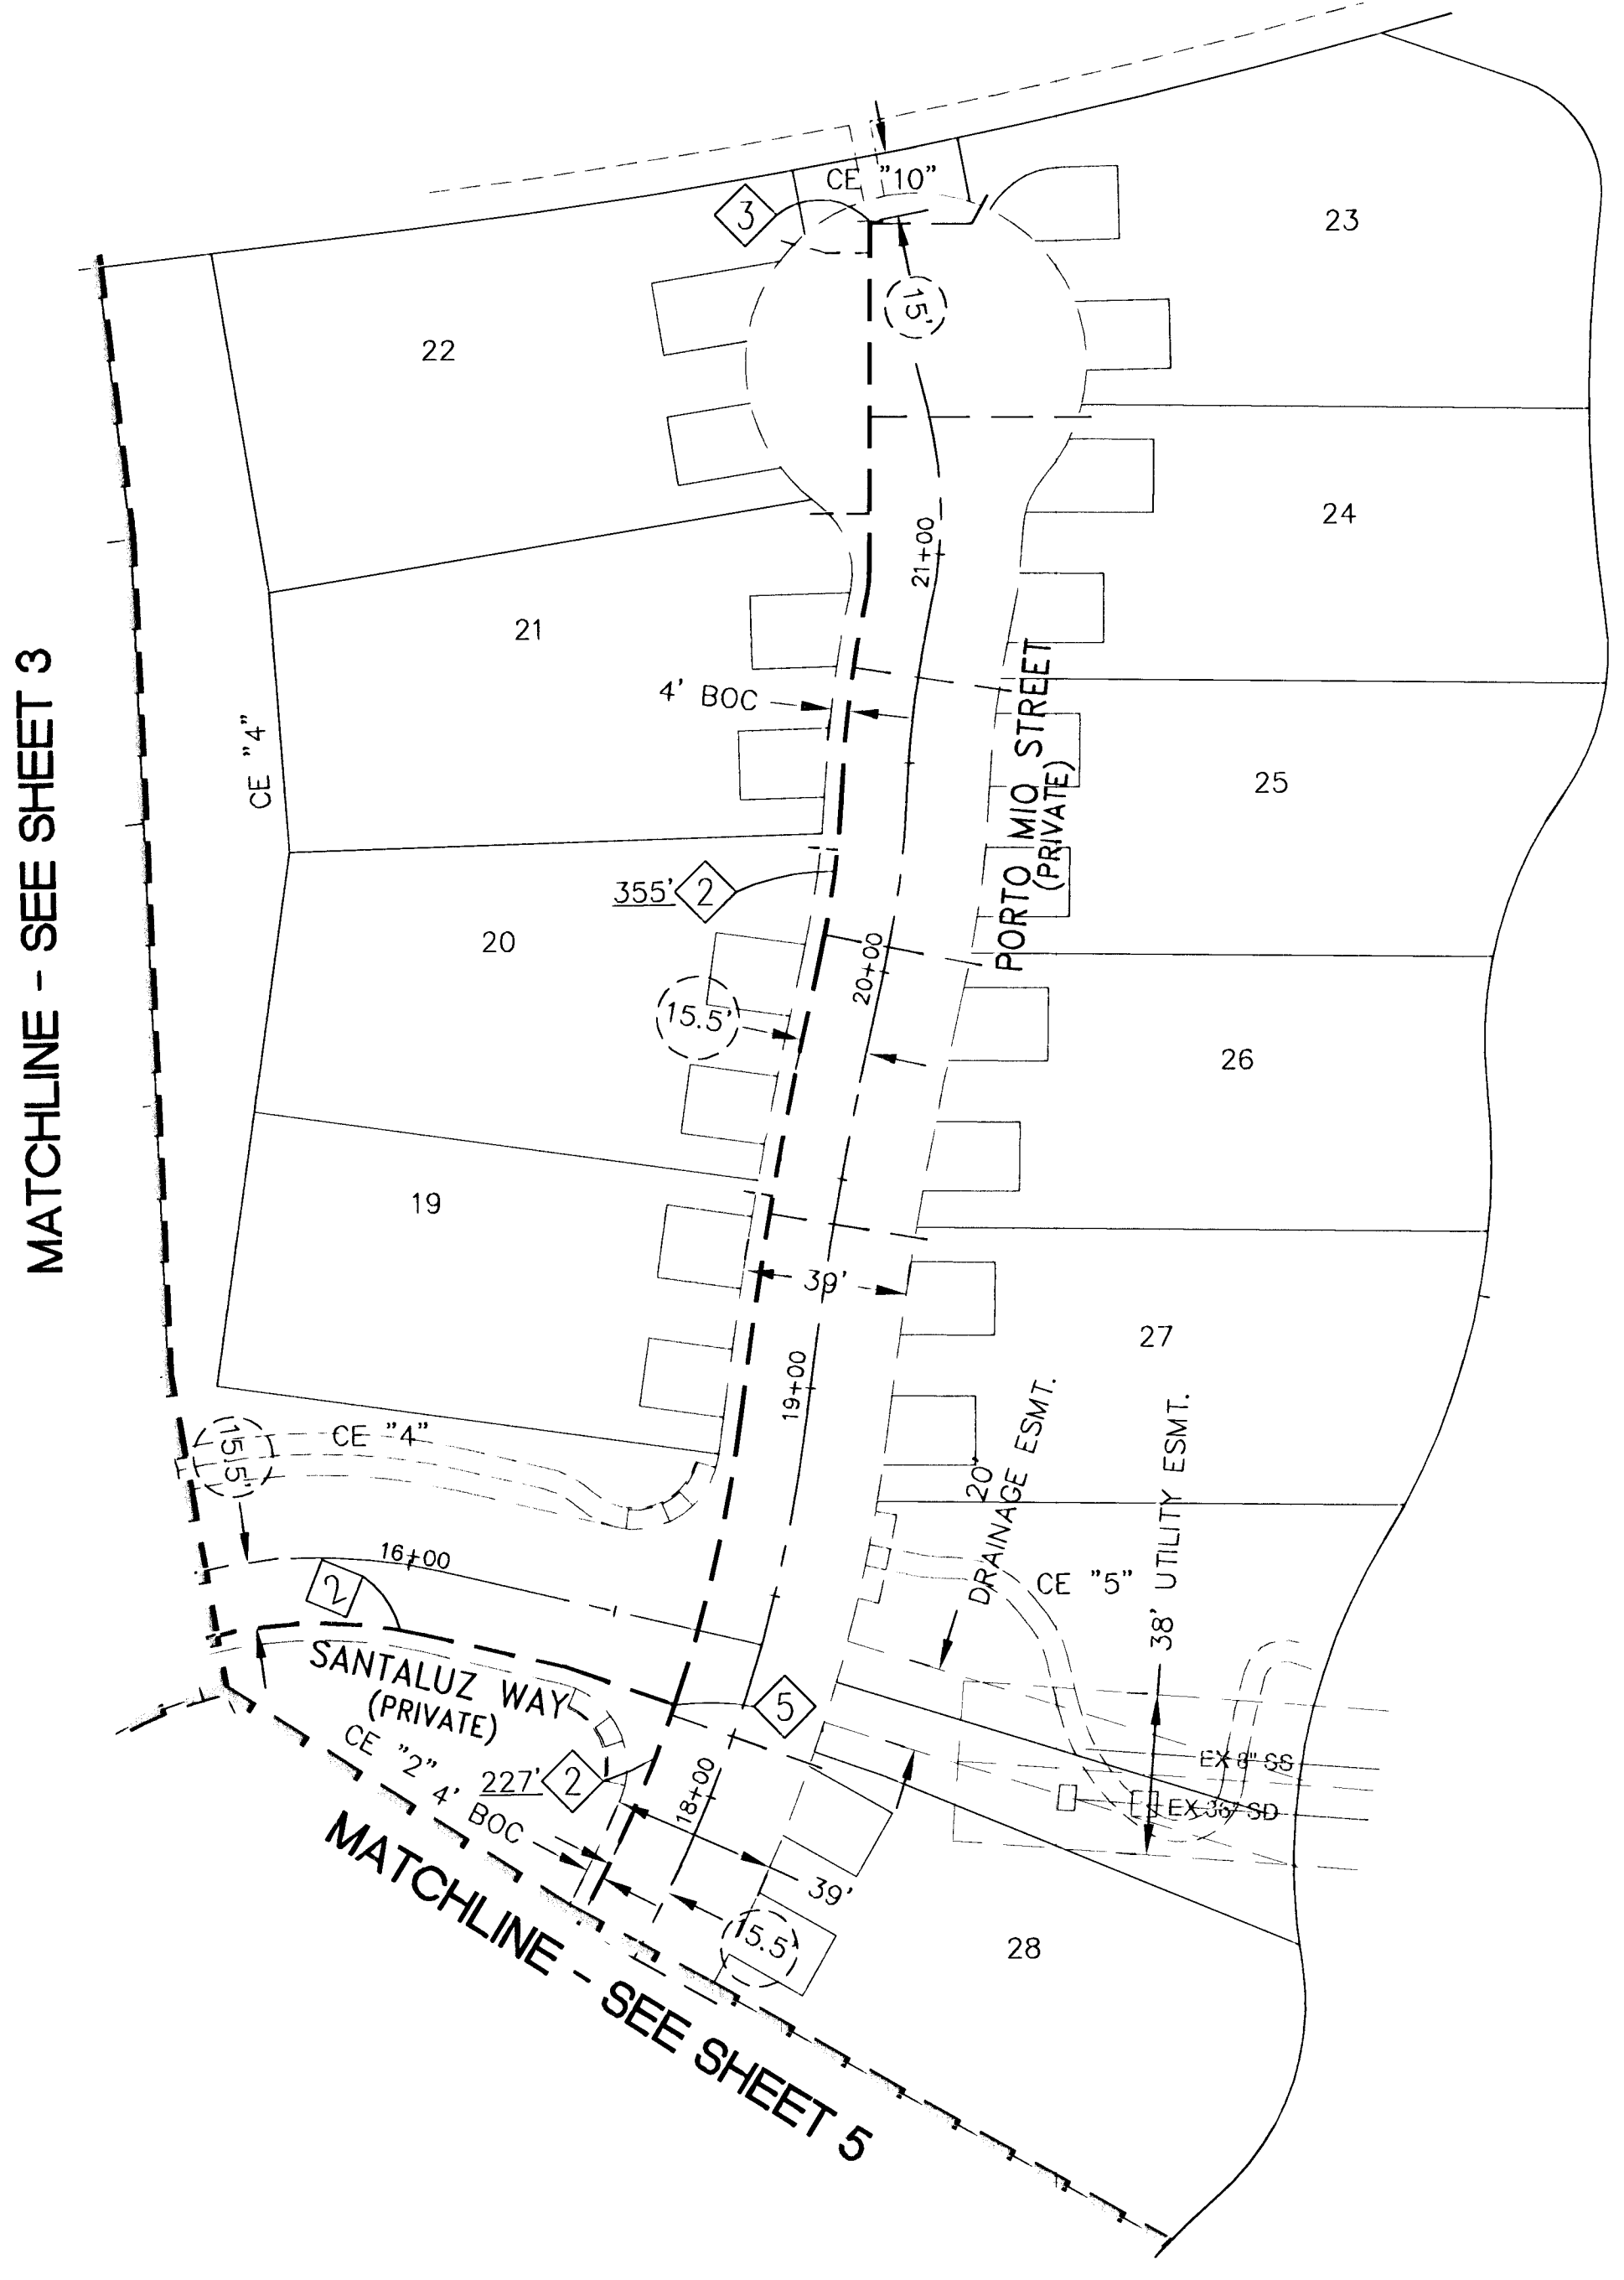 CE "10"
3
23
15'
22
24
21+00
21
MATCHLINE - SEE SHEET 3
4' BOC
CE "4"
PORTO MIO STREET
(PRIVATE)
25
355' 2
20
20+00
15.5'
26
19
39'
27
19+00
20'
DRAINAGE ESMT.
38' UTILITY ESMT.
15.5'
CE "4"
16+00
2
CE "5"
SANTALUZ WAY
(PRIVATE)
5
CE "2"
227' 2
18+00
EX 8" SS
EX 36" SD
4' BOC
39'
15.5'
28
MATCHLINE - SEE SHEET 5